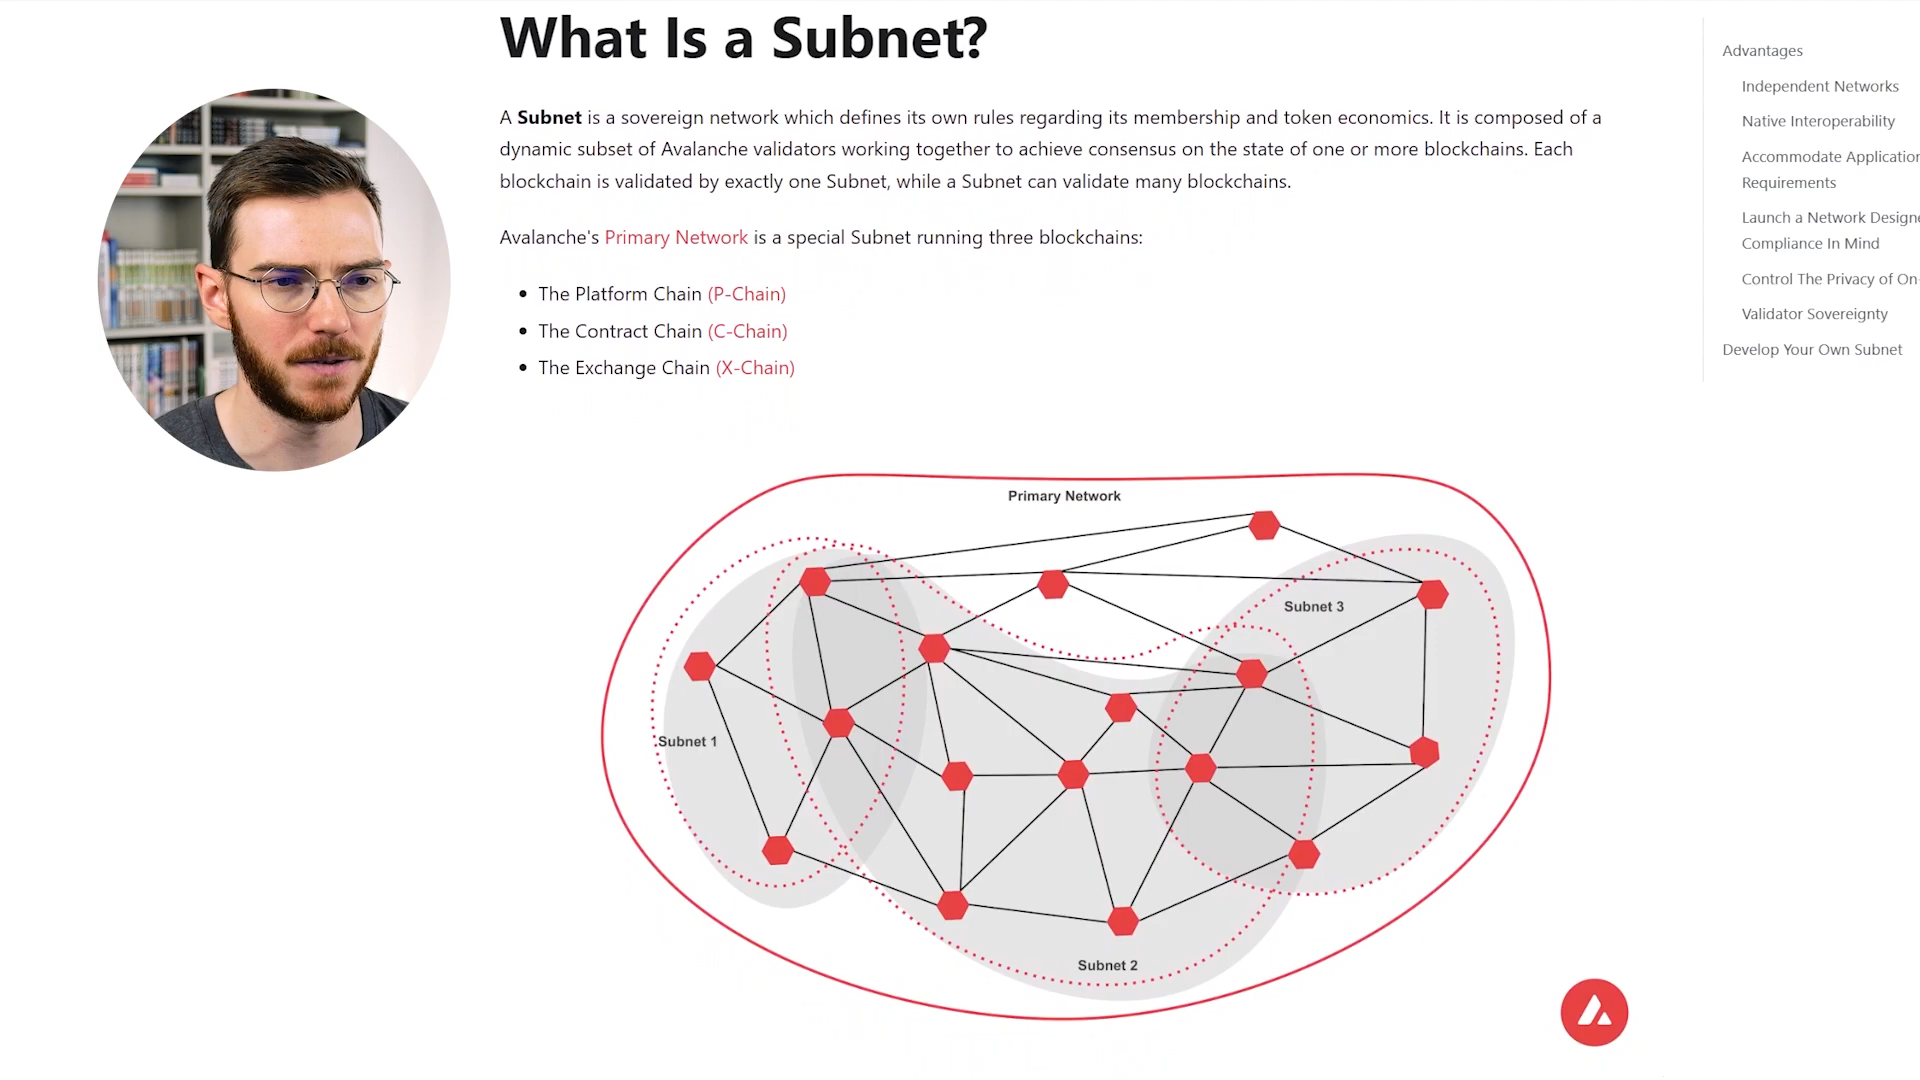 What Is a Subnet?
A Subnet is a sovereign network which defines its own rules regarding its membership and token economics. It is composed of a
dynamic subset of Avalanche validators working together to achieve consensus on the state of one or more blockchains. Each
blockchain is validated by exactly one Subnet, while a Subnet can validate many blockchains.
Avalanche's Primary Network is a special Subnet running three blockchains:
The Platform Chain (P-Chain)
The Contract Chain (C-Chain)
The Exchange Chain (X-Chain)
Advantages
Independent Networks
Native Interoperability
Accommodate Application
Requirements
Launch a Network Designe
Compliance In Mind
Control The Privacy of On-
Validator Sovereignty
Develop Your Own Subnet
Primary Network
Subnet 3
Subnet 1
Subnet 2